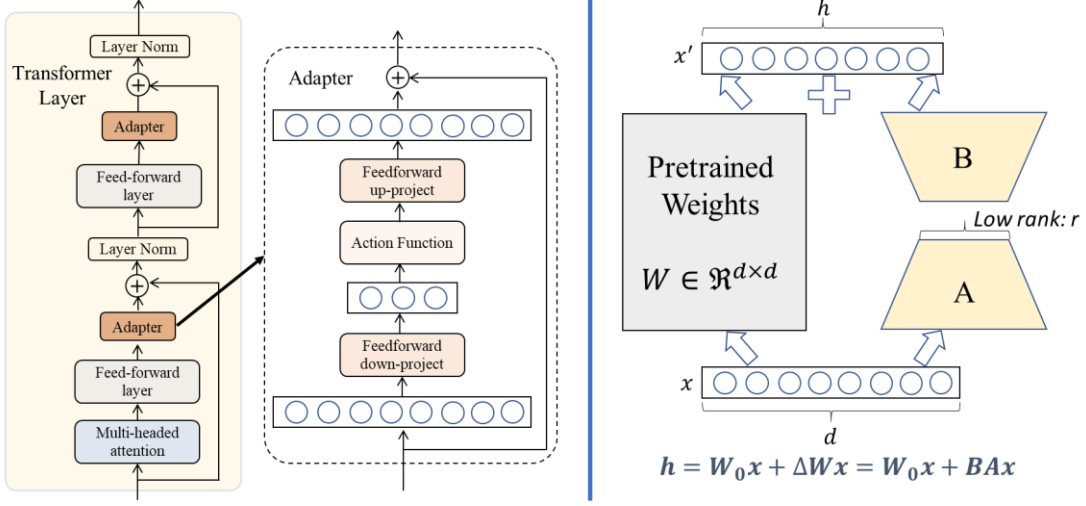 Layer Norm
Transformer
Layer
Adapter
Feed-forward
layer
Layer Norm
Adapter
Feed-forward
layer
Multi-headed
attention
Adapter
Feedforward
up-project
Action Function
Feedforward
down-project
h
x′
Pretrained
Weights
W ∈ ℜ^{d×d}
B
Low rank: r
A
x
d
h = W₀x + ΔWx = W₀x + BAx